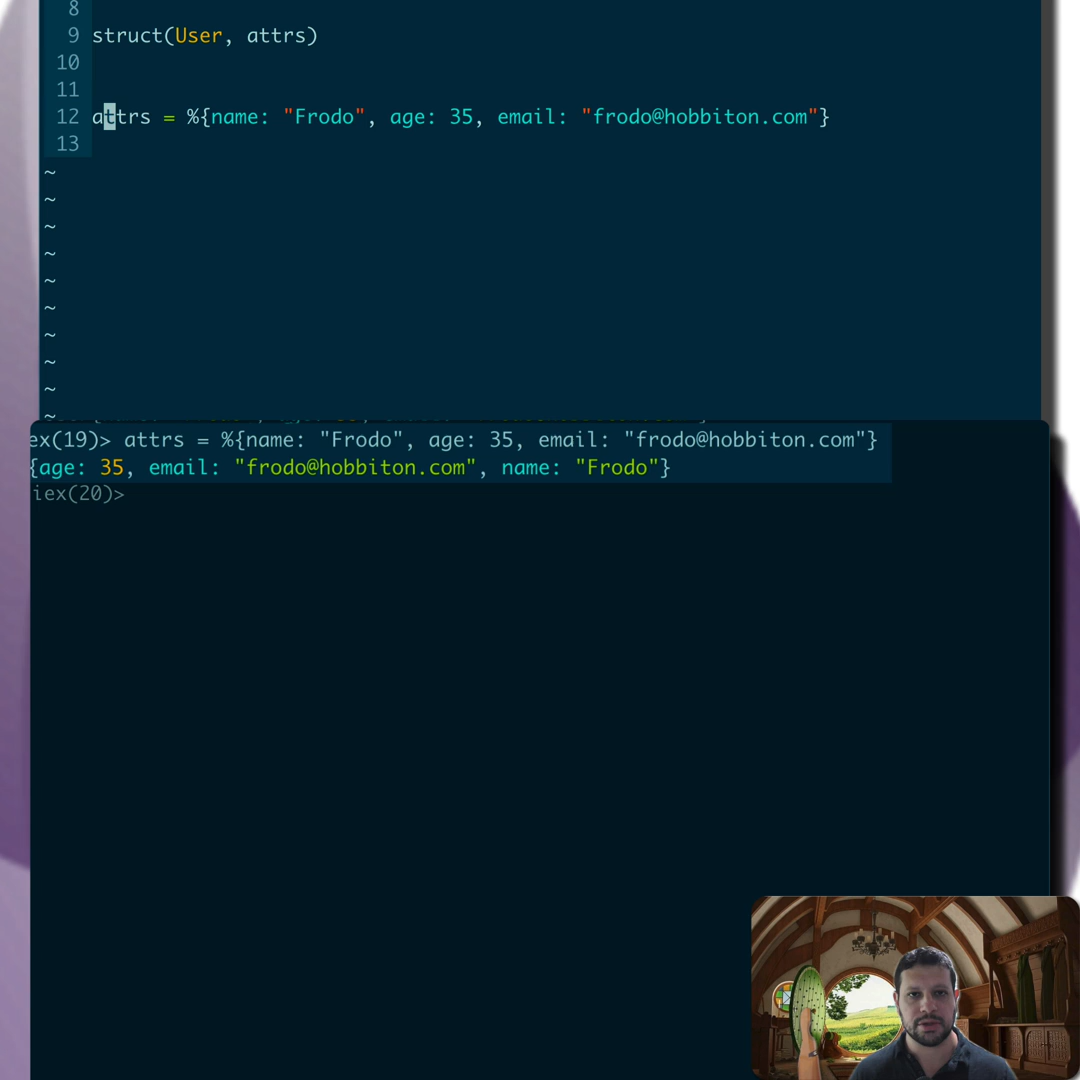 8
9 struct(User, attrs)
10
11
12 attrs = %{name: "Frodo", age: 35, email: "frodo@hobbiton.com"}
13
~
~
~
~
~
~
~
~
~
~
ex(19)> attrs = %{name: "Frodo", age: 35, email: "frodo@hobbiton.com"}
{age: 35, email: "frodo@hobbiton.com", name: "Frodo"}
iex(20)>